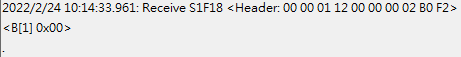 2022/2/24 10:14:33.961: Receive S1F18 <Header: 00 00 01 12 00 00 00 02 B0 F2>
<B[1] 0x00>
.